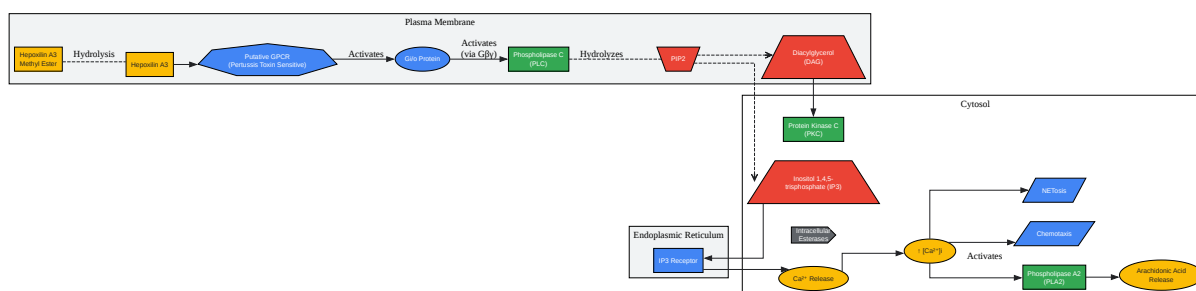 Plasma Membrane
Hepoxilin A3
Methyl Ester
Hydrolysis
Hepoxilin A3
Putative GPCR
(Pertussis Toxin Sensitive)
Activates
Gi/o Protein
Activates
(via Gβγ)
Phospholipase C
(PLC)
Hydrolyzes
PIP2
Diacylglycerol
(DAG)
Cytosol
Protein Kinase C
(PKC)
Inositol 1,4,5-
trisphosphate (IP3)
Intracellular
Esterases
Endoplasmic Reticulum
IP3 Receptor
Ca²⁺ Release
↑ [Ca²⁺]i
NETosis
Chemotaxis
Activates
Phospholipase A2
(PLA2)
Arachidonic Acid
Release